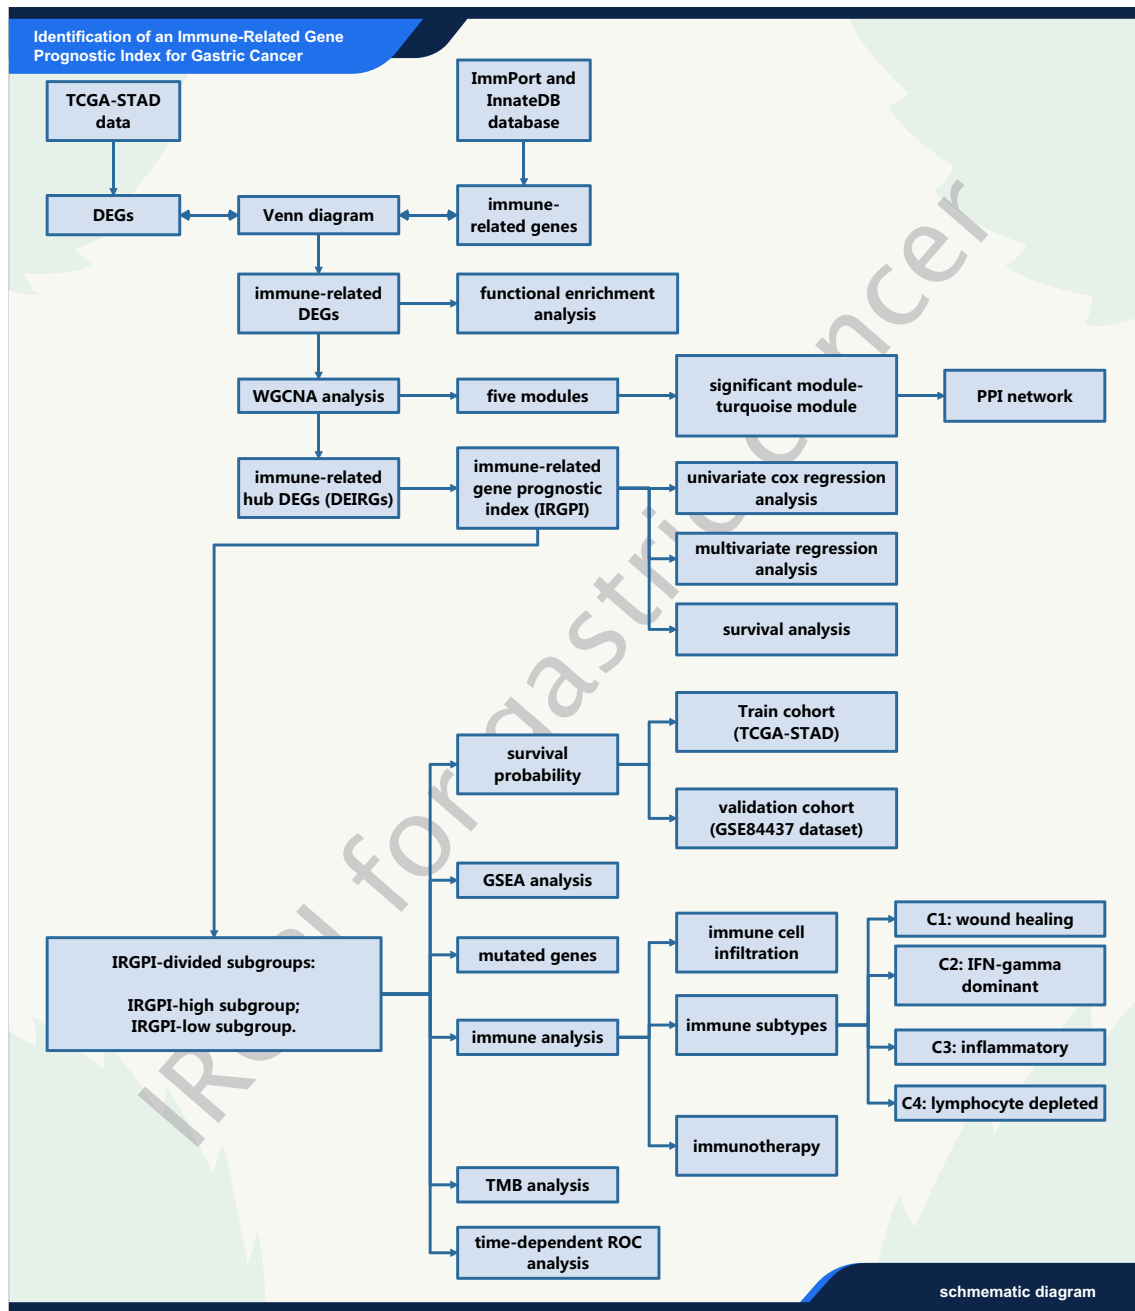 Identification of an Immune-Related Gene
Prognostic Index for Gastric Cancer
TCGA-STAD
data
ImmPort and
InnateDB
database
DEGs
Venn diagram
immune-
related genes
immune-related
DEGs
functional enrichment
analysis
WGCNA analysis
five modules
significant module-
turquoise module
PPI network
immune-related
hub DEGs (DEIRGs)
immune-related
gene prognostic
index (IRGPI)
univariate cox regression
analysis
multivariate regression
analysis
survival analysis
survival
probability
Train cohort
(TCGA-STAD)
validation cohort
(GSE84437 dataset)
GSEA analysis
mutated genes
IRGPI-divided subgroups:
IRGPI-high subgroup;
IRGPI-low subgroup.
immune analysis
immune cell
infiltration
immune subtypes
immunotherapy
C1: wound healing
C2: IFN-gamma
dominant
C3: inflammatory
C4: lymphocyte depleted
TMB analysis
time-dependent ROC
analysis
IRGPI for gastric cancer
schmematic diagram